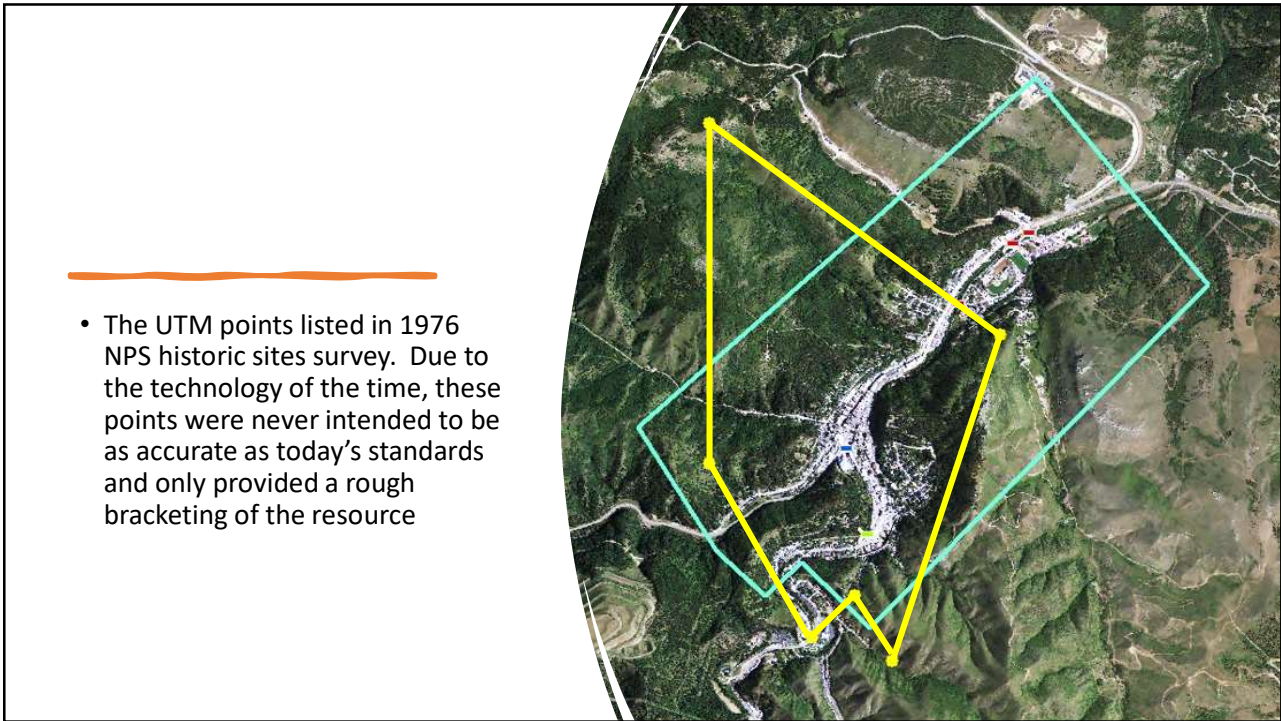 • The UTM points listed in 1976
NPS historic sites survey.  Due to
the technology of the time, these
points were never intended to be
as accurate as today’s standards
and only provided a rough
bracketing of the resource